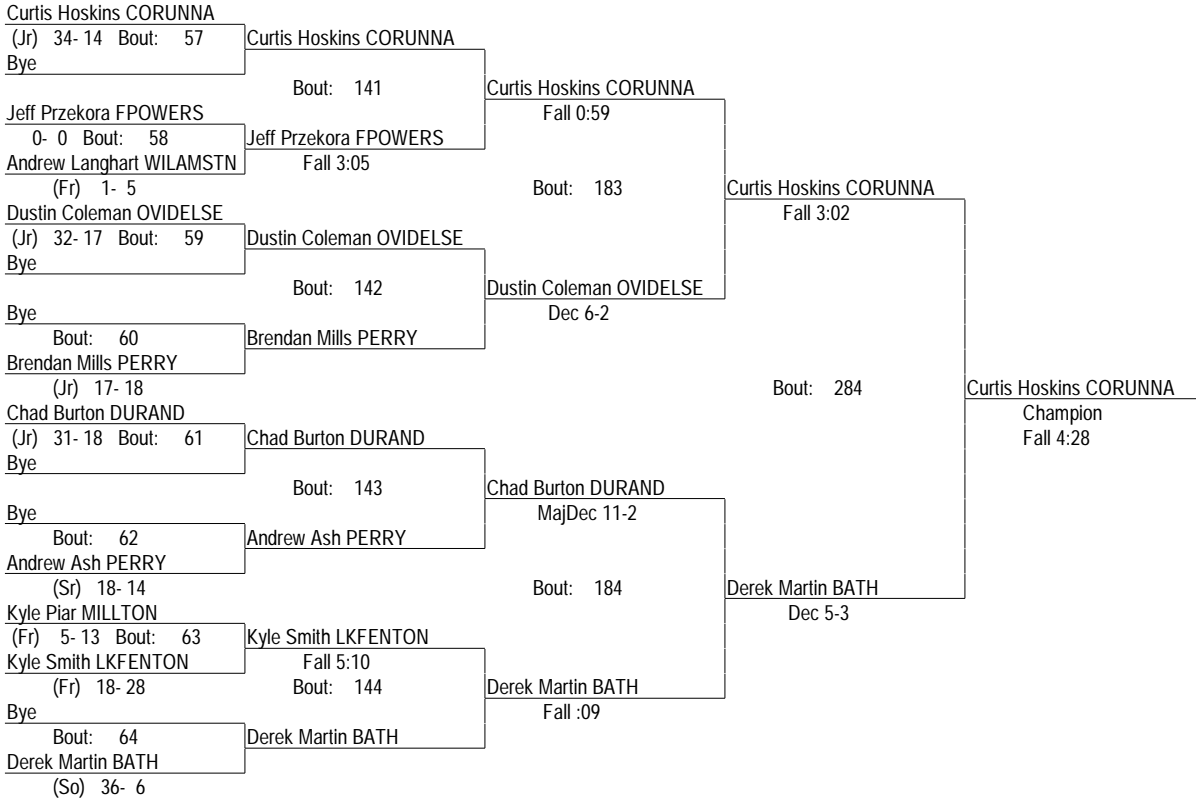 Curtis Hoskins CORUNNA
(Jr) 34- 14 Bout: 57 Curtis Hoskins CORUNNA
Bye
Bout: 141 Curtis Hoskins CORUNNA
Jeff Przekora FPOWERS Fall 0:59
0- 0 Bout: 58 Jeff Przekora FPOWERS
Andrew Langhart WILAMSTN Fall 3:05
(Fr) 1- 5 Bout: 183 Curtis Hoskins CORUNNA
Dustin Coleman OVIDELSE Fall 3:02
(Jr) 32- 17 Bout: 59 Dustin Coleman OVIDELSE
Bye
Bout: 142 Dustin Coleman OVIDELSE
Bye Dec 6-2
Bout: 60 Brendan Mills PERRY
Brendan Mills PERRY
(Jr) 17- 18 Bout: 284 Curtis Hoskins CORUNNA
Chad Burton DURAND Champion
(Jr) 31- 18 Bout: 61 Chad Burton DURAND Fall 4:28
Bye
Bout: 143 Chad Burton DURAND
Bye MajDec 11-2
Bout: 62 Andrew Ash PERRY
Andrew Ash PERRY
(Sr) 18- 14 Bout: 184 Derek Martin BATH
Kyle Piar MILLTON Dec 5-3
(Fr) 5- 13 Bout: 63 Kyle Smith LKFENTON
Kyle Smith LKFENTON Fall 5:10
(Fr) 18- 28 Bout: 144 Derek Martin BATH
Bye Fall :09
Bout: 64 Derek Martin BATH
Derek Martin BATH
(So) 36- 6